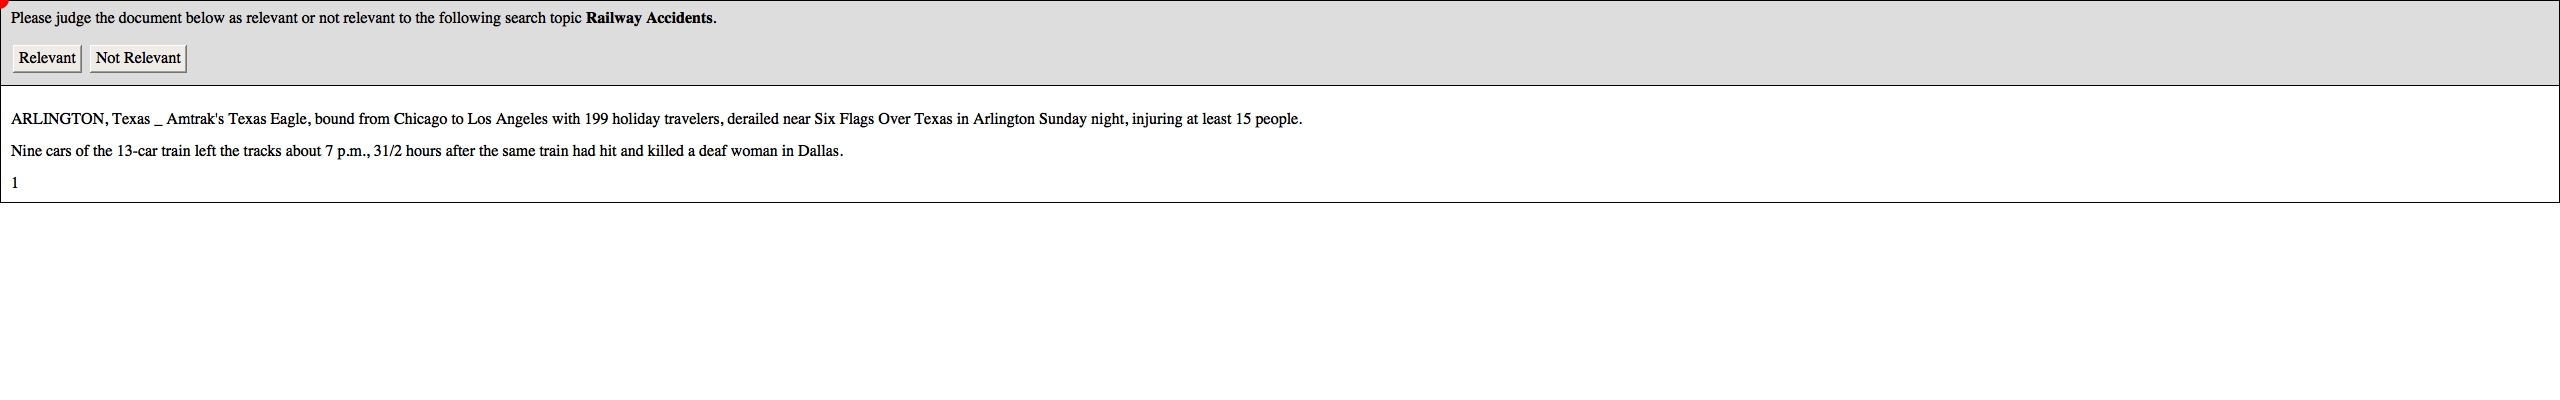 Please judge the document below as relevant or not relevant to the following search topic Railway Accidents.
Relevant Not Relevant
ARLINGTON, Texas _ Amtrak's Texas Eagle, bound from Chicago to Los Angeles with 199 holiday travelers, derailed near Six Flags Over Texas in Arlington Sunday night, injuring at least 15 people.
Nine cars of the 13-car train left the tracks about 7 p.m., 31/2 hours after the same train had hit and killed a deaf woman in Dallas.
1